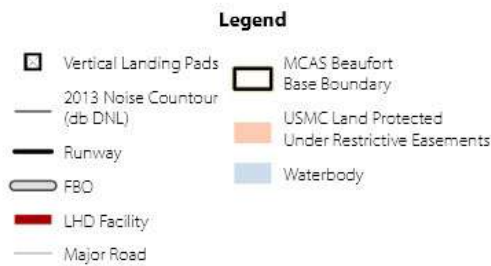 Legend
Vertical Landing Pads
2013 Noise Countour
(db DNL)
Runway
FBO
LHD Facility
Major Road
MCAS Beaufort
Base Boundary
USMC Land Protected
Under Restrictive Easements
Waterbody